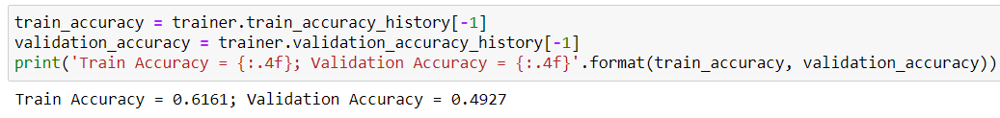 train_accuracy = trainer.train_accuracy_history[-1]
validation_accuracy = trainer.validation_accuracy_history[-1]
print('Train Accuracy = {:.4f}; Validation Accuracy = {:.4f}'.format(train_accuracy, validation_accuracy))
Train Accuracy = 0.6161; Validation Accuracy = 0.4927